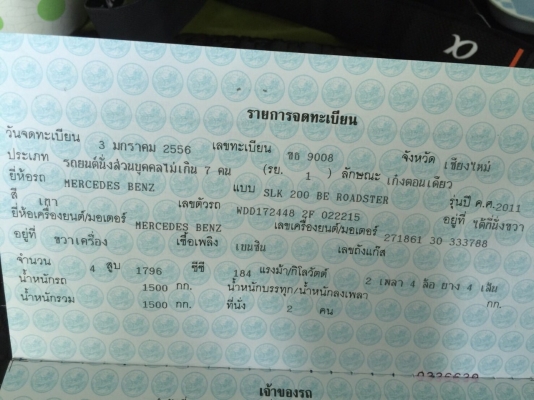 α
รายการจดทะเบียน
วันจดทะเบียน 3 มกราคม 2556 เลขทะเบียน ขอ 9008 จังหวัด เชียงใหม่
ประเภท รถยนต์นั่งส่วนบุคคลไม่เกิน 7 คน (รย. 1 ) ลักษณะ เก๋งตอนเดียว
ยี่ห้อรถ MERCEDES BENZ แบบ SLK 200 BE ROADSTER รุ่นปี ค.ศ.2011
สี เทา เลขตัวรถ WDD172448 2F 022215 อยู่ที่ ใต้ที่นั่งขวา
ยี่ห้อเครื่องยนต์/มอเตอร์ MERCEDES BENZ เลขเครื่องยนต์/มอเตอร์ 271861 30 333788
อยู่ที่ ขวาเครื่อง เชื้อเพลิง เบนซิน เลขถังแก๊ส
จำนวน 4 สูบ 1796 ซีซี 184 แรงม้า/กิโลวัตต์ 2 เพลา 4 ล้อ ยาง 4 เส้น
น้ำหนักรถ 1500 กก. น้ำหนักบรรทุก/น้ำหนักลงเพลา กก.
น้ำหนักรวม 1500 กก. ที่นั่ง 2 คน
เจ้าของรถ